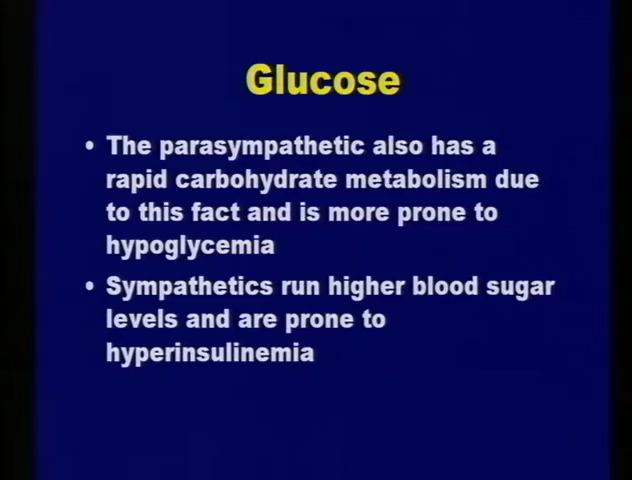 Glucose
• The parasympathetic also has a
rapid carbohydrate metabolism due
to this fact and is more prone to
hypoglycemia
• Sympathetics run higher blood sugar
levels and are prone to
hyperinsulinemia